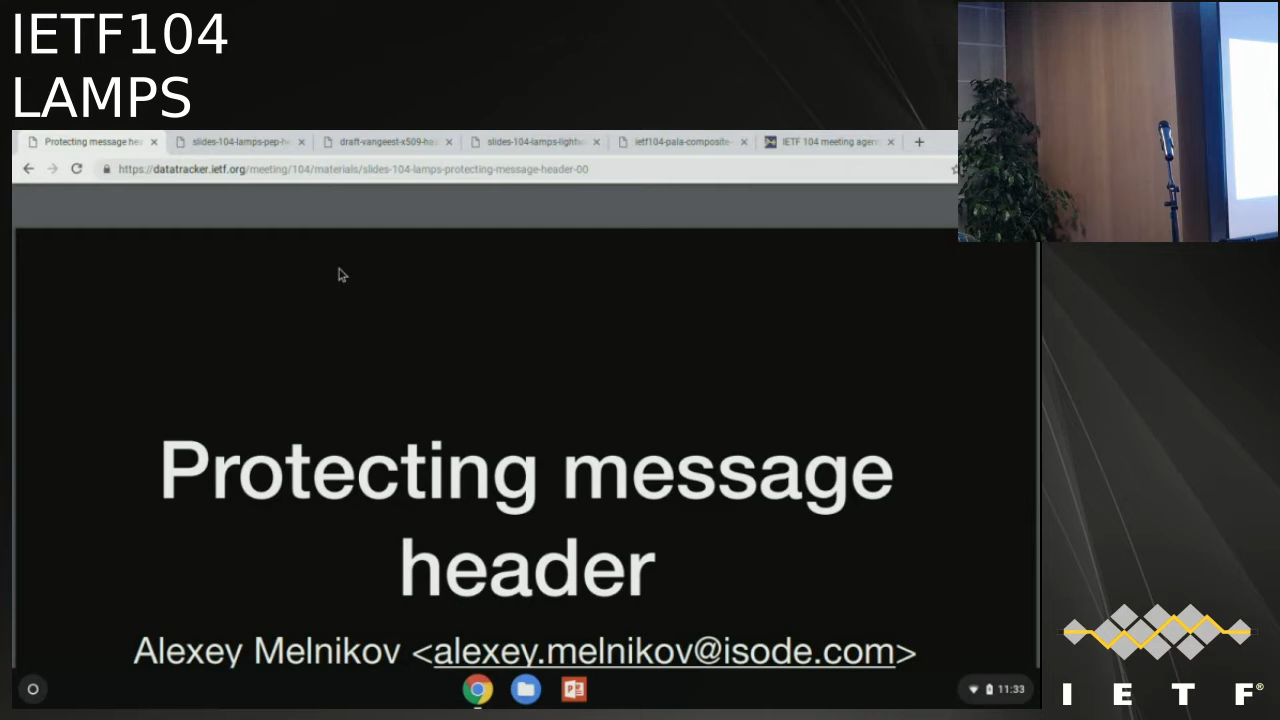 IETF104
LAMPS
Protecting message hea
slides-104-lamps-pep-h
draft-vangeest-x509-has
slides-104-lamps-lighth
ietf104-pala-composite-
IETF 104 meeting agen
https://datatracker.ietf.org/meeting/104/materials/slides-104-lamps-protecting-message-header-00
Protecting message
header
Alexey Melnikov <alexey.melnikov@isode.com>
11:33
I E T F®